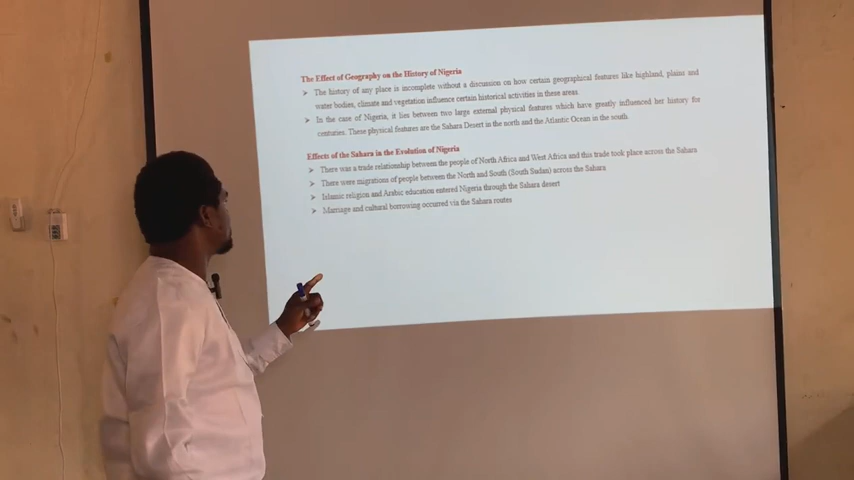 The Effect of Geography on the History of Nigeria
➤ The history of any place is incomplete without a discussion on how certain geographical features like highland, plains and
water bodies, climate and vegetation influence certain historical activities in these areas.
➤ In the case of Nigeria, it lies between two large external physical features which have greatly influenced her history for
centuries. These physical features are the Sahara Desert in the north and the Atlantic Ocean in the south.
Effects of the Sahara in the Evolution of Nigeria
➤ There was a trade relationship between the people of North Africa and West Africa and this trade took place across the Sahara
➤ There were migrations of people between the North and South (South Sudan) across the Sahara
➤ Islamic religion and Arabic education entered Nigeria through the Sahara desert
➤ Marriage and cultural borrowing occurred via the Sahara routes